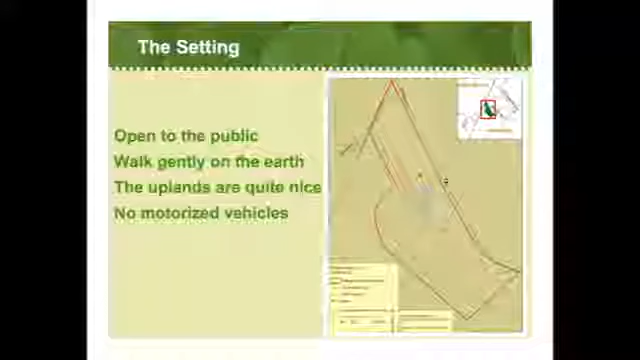 The Setting
Open to the public
Walk gently on the earth
The uplands are quite nice
No motorized vehicles